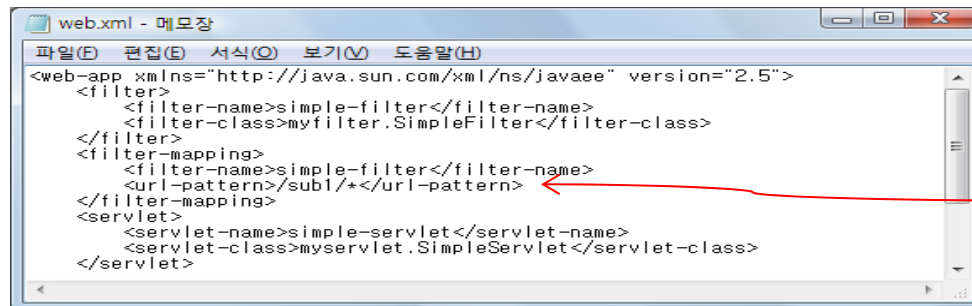 web.xml - 메모장
파일(F) 편집(E) 서식(O) 보기(V) 도움말(H)
<web-app xmlns="http://java.sun.com/xml/ns/javaee" version="2.5">
    <filter>
        <filter-name>simple-filter</filter-name>
        <filter-class>myfilter.SimpleFilter</filter-class>
    </filter>
    <filter-mapping>
        <filter-name>simple-filter</filter-name>
        <url-pattern>/sub1/*</url-pattern>
    </filter-mapping>
    <servlet>
        <servlet-name>simple-servlet</servlet-name>
        <servlet-class>myservlet.SimpleServlet</servlet-class>
    </servlet>